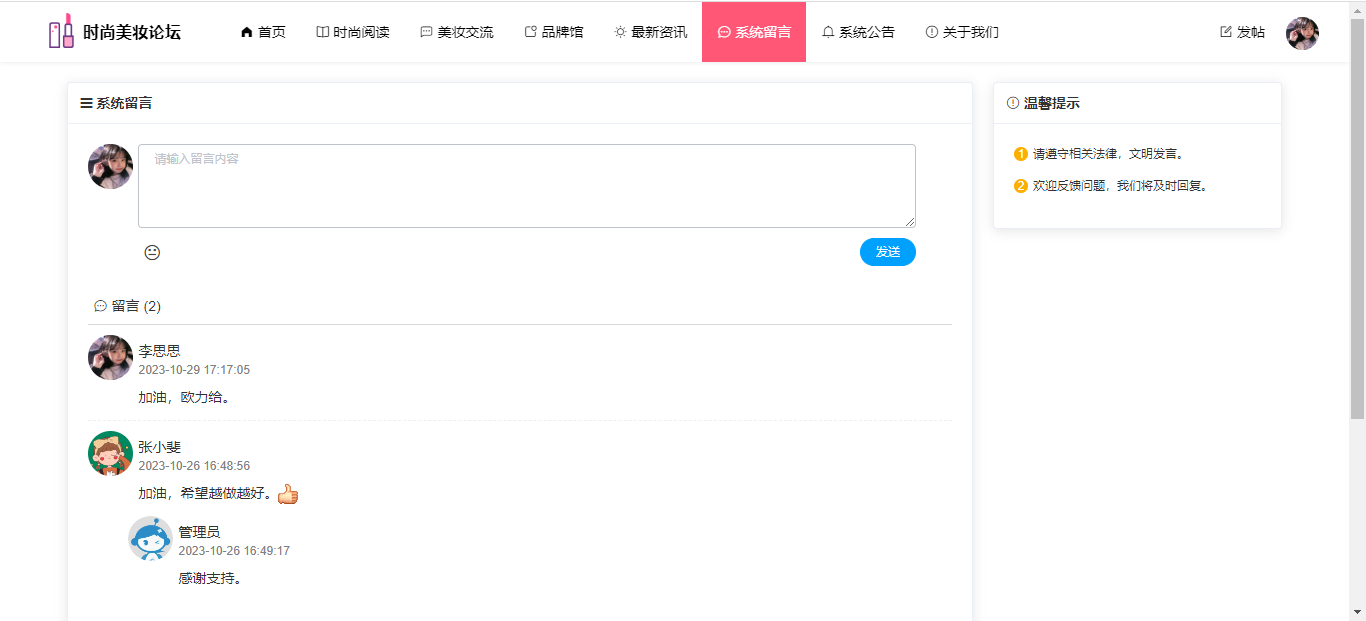 时尚美妆论坛 首页 时尚阅读 美妆交流 品牌馆 最新资讯 系统留言 系统公告 关于我们 发帖
系统留言
请输入留言内容
发送
留言 (2)
李思思
2023-10-29 17:17:05
加油，欧力给。
张小斐
2023-10-26 16:48:56
加油，希望越做越好。
管理员
2023-10-26 16:49:17
感谢支持。
温馨提示
1 请遵守相关法律，文明发言。
2 欢迎反馈问题，我们将及时回复。